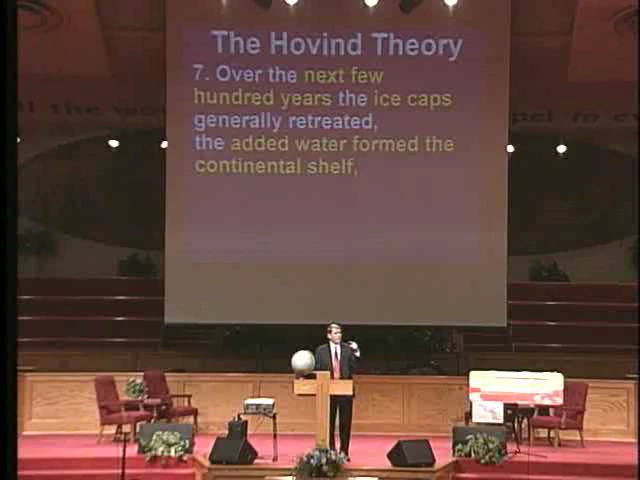 The Hovind Theory
7. Over the next few
hundred years the ice caps
generally retreated,
the added water formed the
continental shelf,